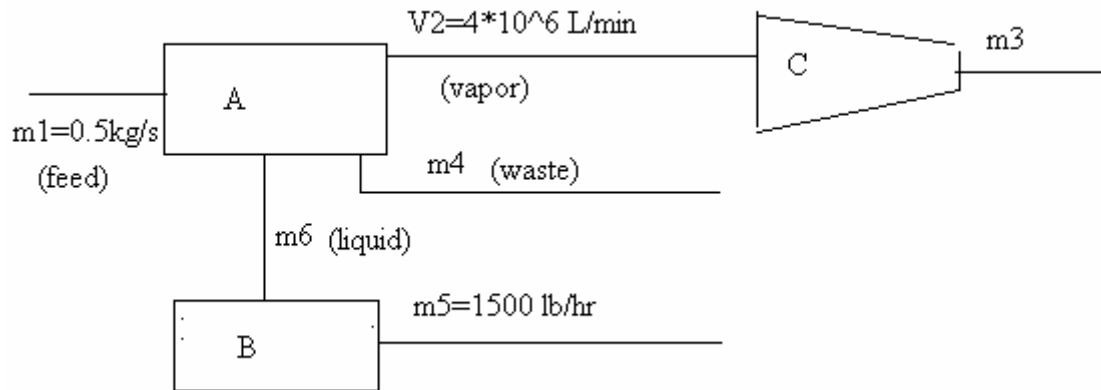 V2=4*10^6 L/min
m3
C
A
(vapor)
m1=0.5kg/s
(feed)
m4 (waste)
m6 (liquid)
m5=1500 lb/hr
B